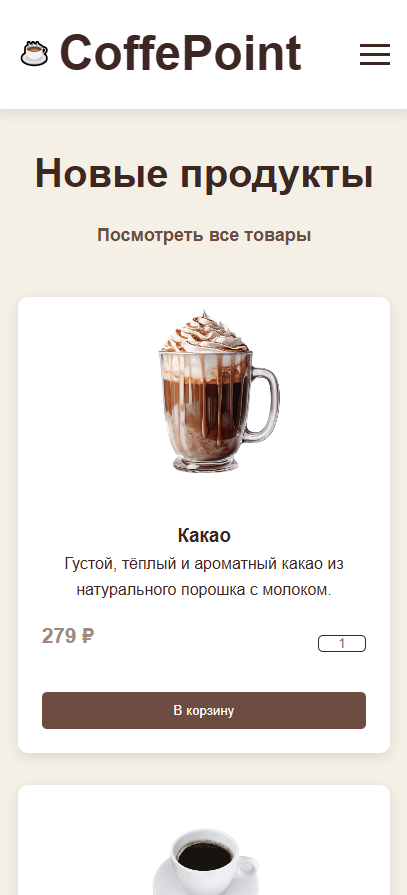 CoffePoint
Новые продукты
Посмотреть все товары
Какао
Густой, тёплый и ароматный какао из
натурального порошка с молоком.
279 ₽
1
В корзину